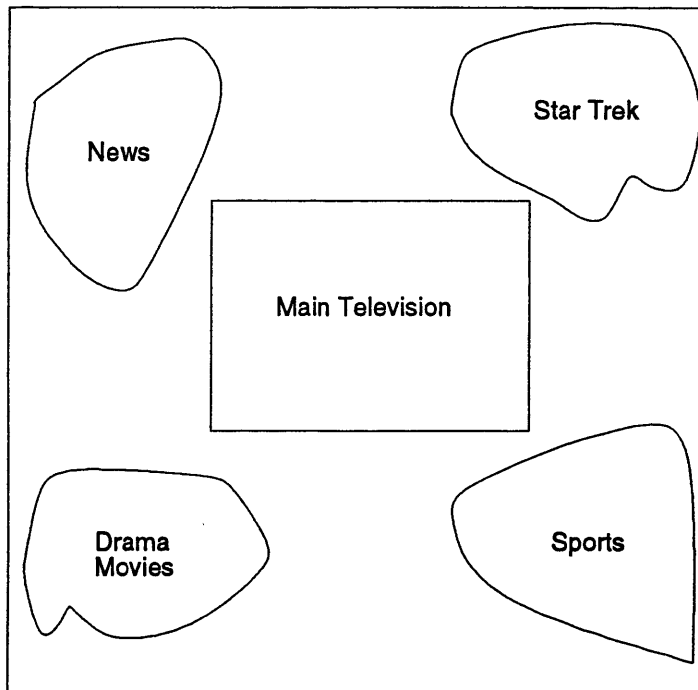 Star Trek
News
Main Television
Drama
Movies
Sports